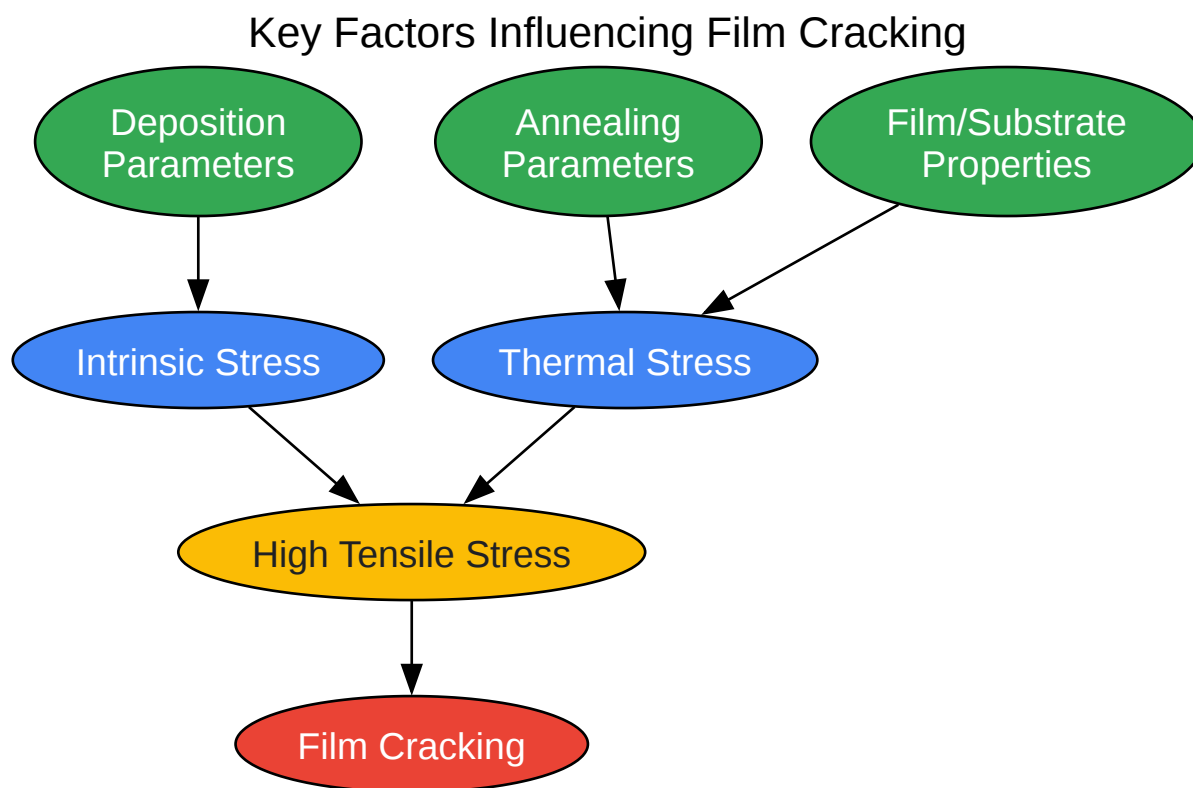 Key Factors Influencing Film Cracking
Deposition
Parameters
Annealing
Parameters
Film/Substrate
Properties
Intrinsic Stress
Thermal Stress
High Tensile Stress
Film Cracking